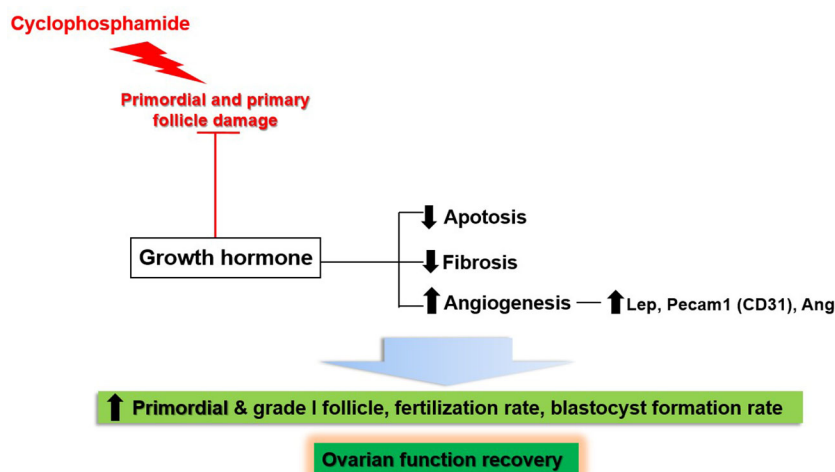 Cyclophosphamide
Primordial and primary
follicle damage
Growth hormone
Apotosis
Fibrosis
Angiogenesis
Lep, Pecam1 (CD31), Ang
Primordial & grade I follicle, fertilization rate, blastocyst formation rate
Ovarian function recovery